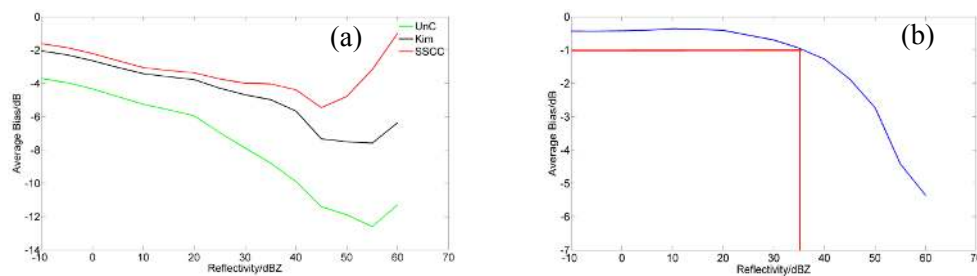 0
-2
-4
-6
-8
-10
-12
-14
Average Bias/dB
-10 0 10 20 30 40 50 60 70
Reflectivity/dBZ
UnC
Kim
SSCC
(a)
0
-1
-2
-3
-4
-5
-6
-7
Average Bias/dB
-10 0 10 20 30 40 50 60 70
Reflectivity/dBZ
(b)